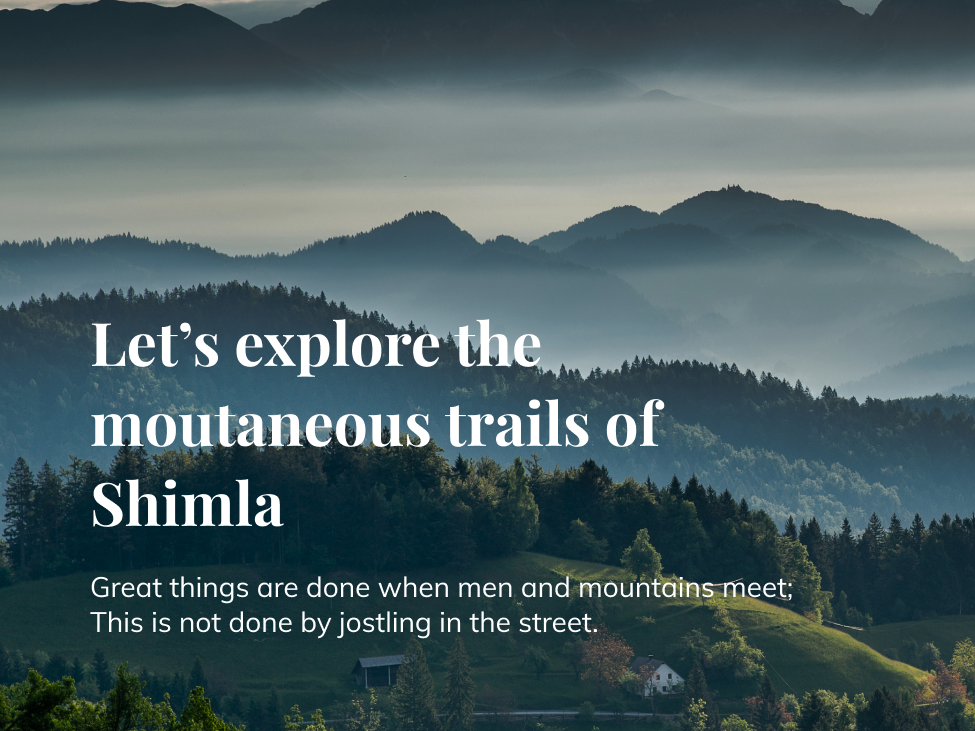 Let’s explore the
moutaneous trails of
Shimla
Great things are done when men and mountains meet;
This is not done by jostling in the street.